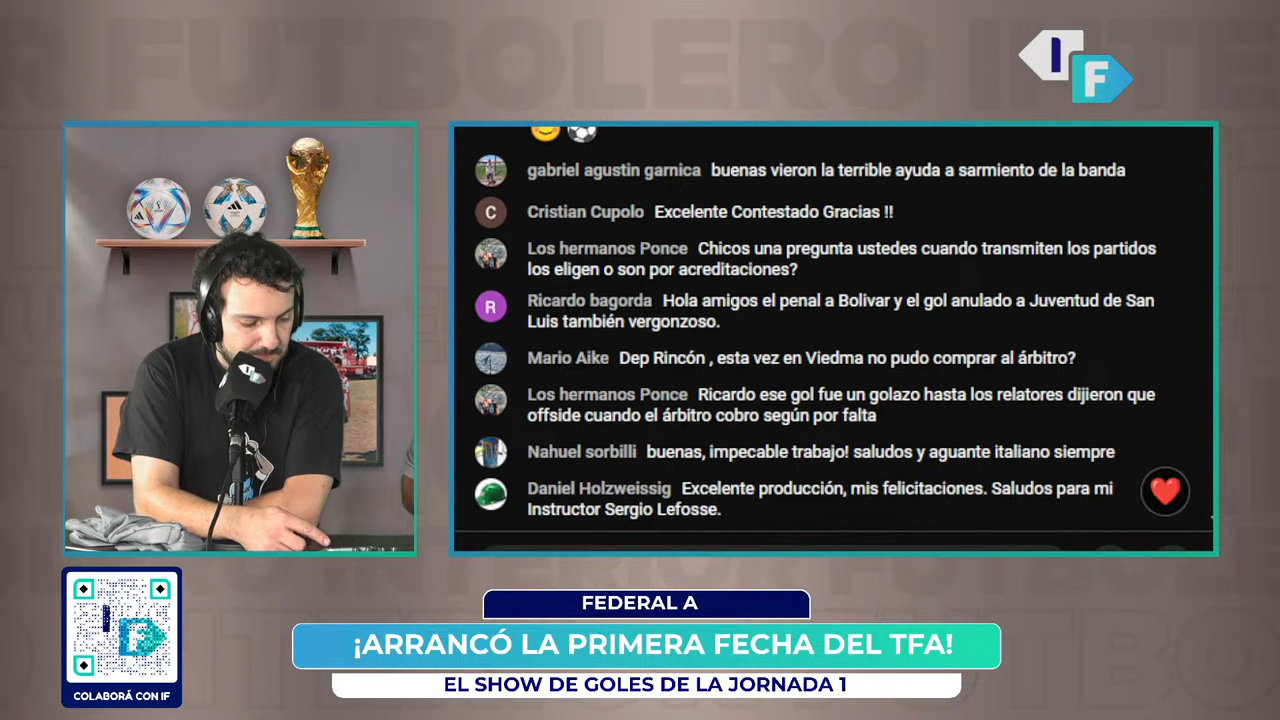 FUTBOLERO INTE
I F
gabriel agustin garnica buenas vieron la terrible ayuda a sarmiento de la banda
C Cristian Cupolo Excelente Contestado Gracias !!
Los hermanos Ponce Chicos una pregunta ustedes cuando transmiten los partidos
los eligen o son por acreditaciones?
R Ricardo bagorda Hola amigos el penal a Bolivar y el gol anulado a Juventud de San
Luis también vergonzoso.
Mario Aike Dep Rincón , esta vez en Viedma no pudo comprar al árbitro?
Los hermanos Ponce Ricardo ese gol fue un golazo hasta los relatores dijieron que
offside cuando el árbitro cobro según por falta
Nahuel sorbilli buenas, impecable trabajo! saludos y aguante italiano siempre
Daniel Holzweissig Excelente producción, mis felicitaciones. Saludos para mi
Instructor Sergio Lefosse.
COLABORÁ CON IF
FEDERAL A
¡ARRANCÓ LA PRIMERA FECHA DEL TFA!
EL SHOW DE GOLES DE LA JORNADA 1